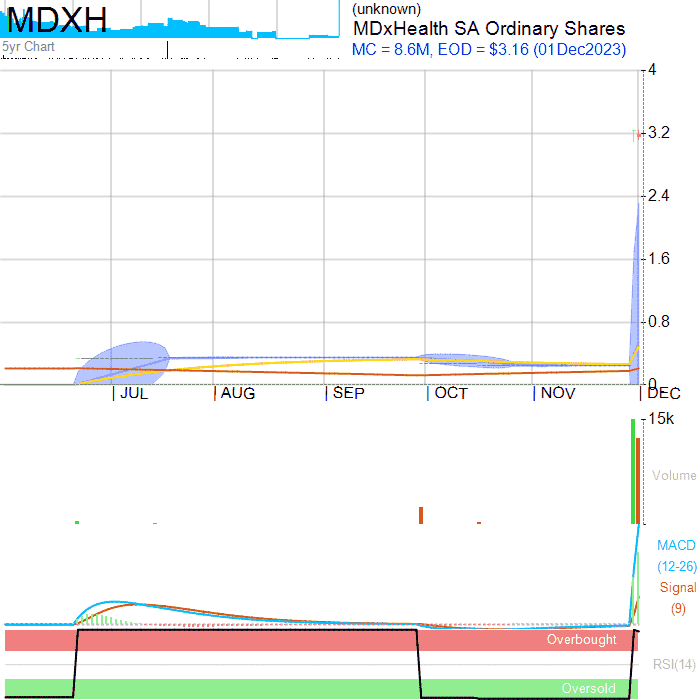 MDXH
5yr Chart
(unknown)
MDxHealth SA Ordinary Shares
MC = 8.6M, EOD = $3.16 (01Dec2023)
4
3.2
2.4
1.6
0.8
0
JUL AUG SEP OCT NOV DEC
15k
Volume
MACD
(12-26)
Signal
(9)
Overbought
RSI(14)
Oversold